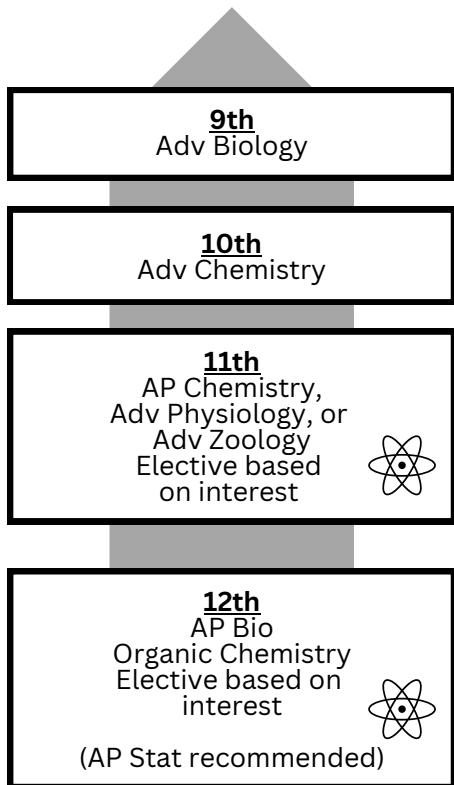 9th
Adv Biology
10th
Adv Chemistry
11th
AP Chemistry,
Adv Physiology, or
Adv Zoology
Elective based
on interest
12th
AP Bio
Organic Chemistry
Elective based on
interest
(AP Stat recommended)